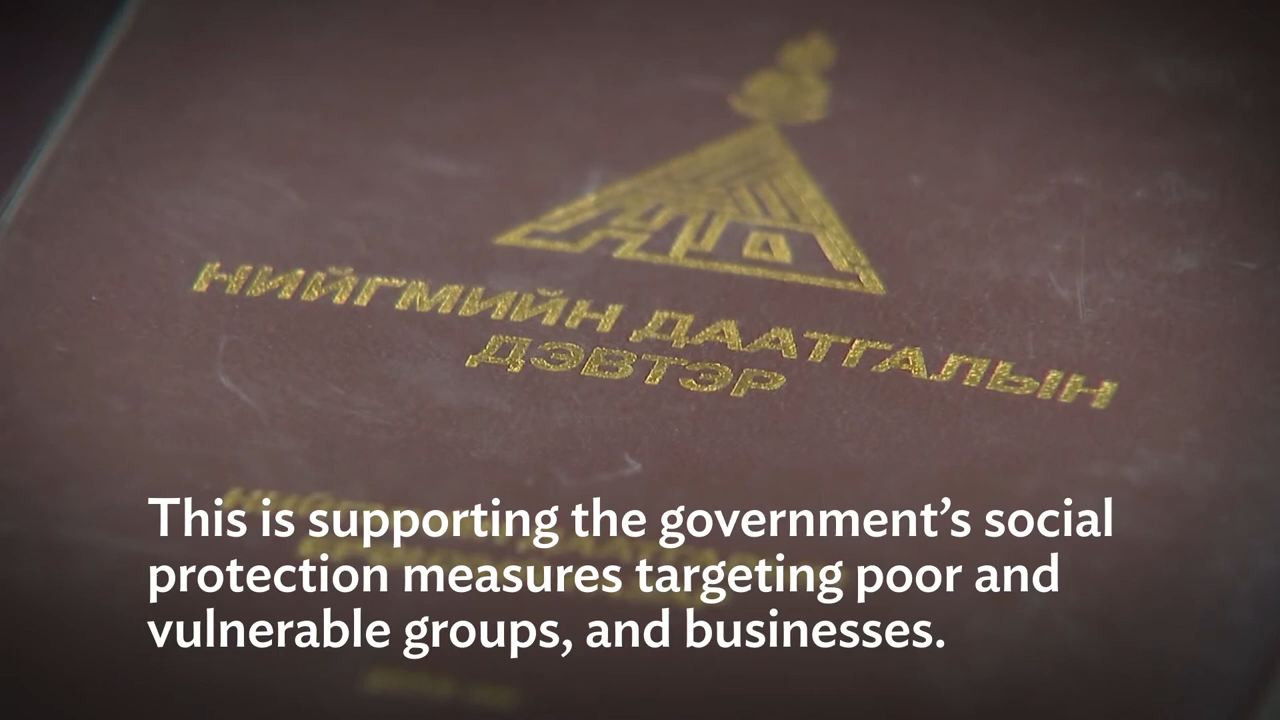 НИЙГМИЙН ДААТГАЛЫН
ДЭВТЭР
This is supporting the government’s social
protection measures targeting poor and
vulnerable groups, and businesses.